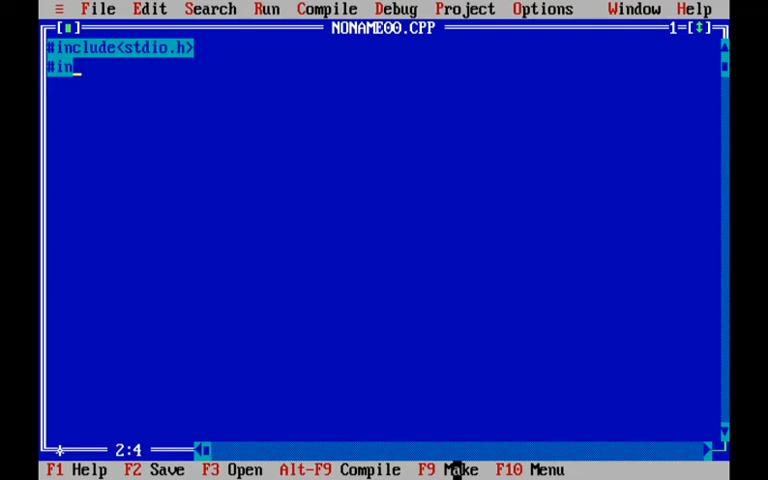 ≡ File Edit Search Run Compile Debug Project Options Window Help
[■] NONAME00.CPP 1=[↕]
#include<stdio.h>
#in_
* 2:4
F1 Help F2 Save F3 Open Alt-F9 Compile F9 Make F10 Menu